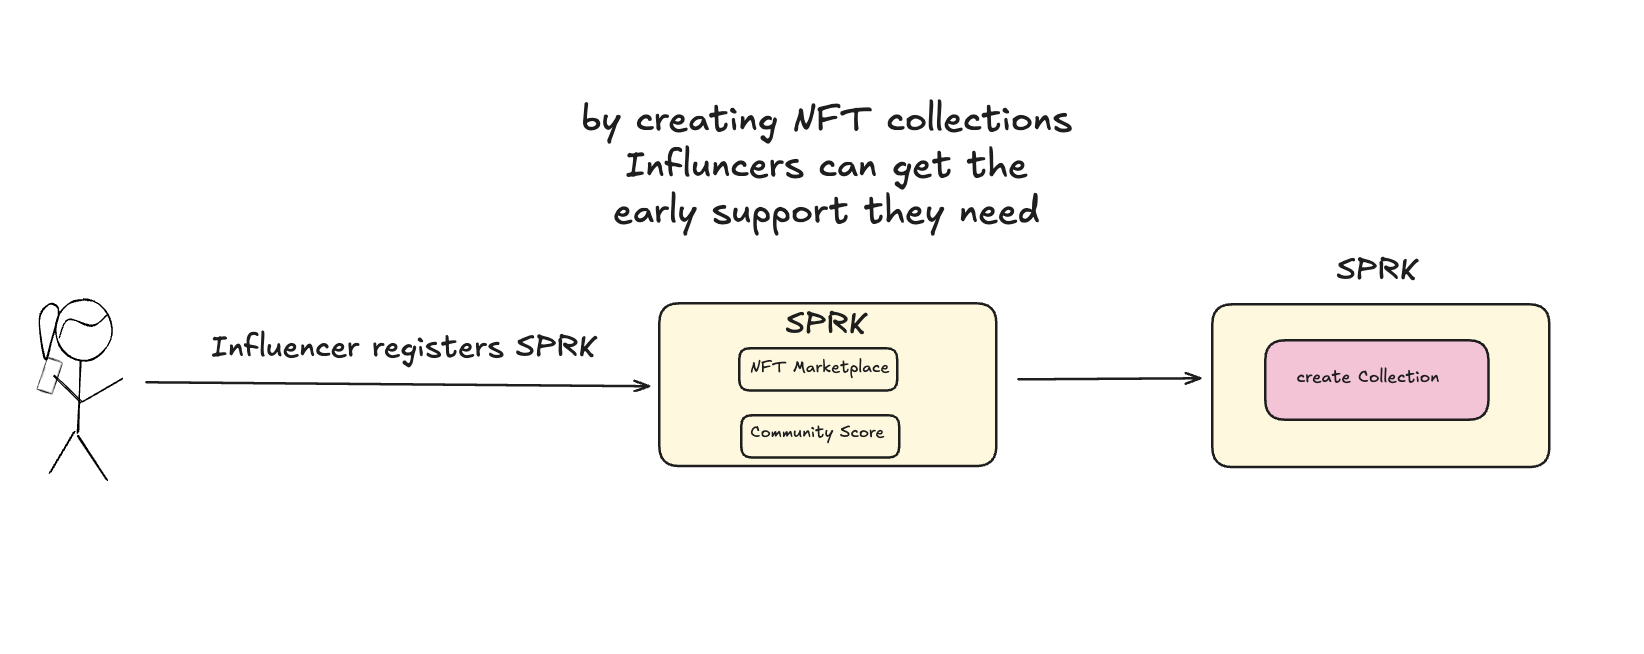 by creating NFT collections
Influncers can get the
early support they need
SPRK
Influencer registers SPRK
SPRK
NFT Marketplace
Community Score
create Collection